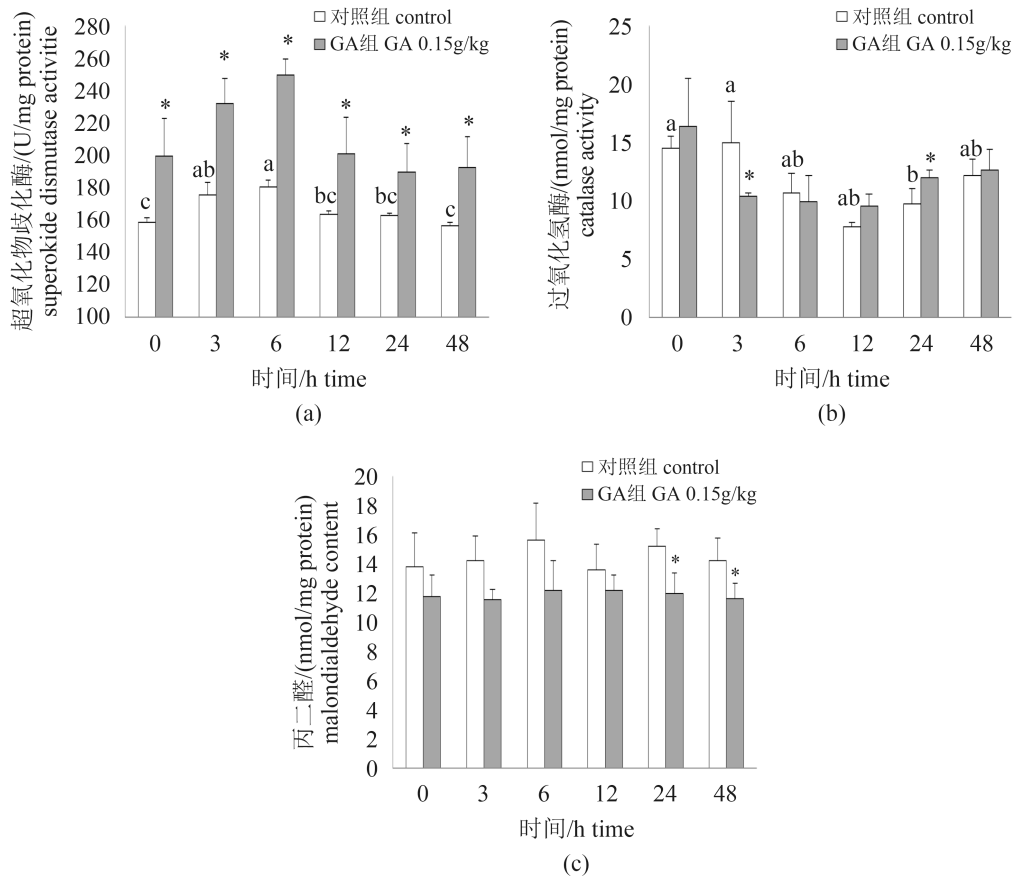 对照组 control
GA组 GA 0.15g/kg
超氧化物歧化酶/(U/mg protein)
superokide dismutase activitie
280
260
240
220
200
180
160
140
120
100
* * * * * *
c ab a bc bc c
0 3 6 12 24 48
时间/h time
(a)
对照组 control
GA组 GA 0.15g/kg
过氧化氢酶/(nmol/mg protein)
catalase activity
25
20
15
10
5
0
a a * ab ab b * ab
0 3 6 12 24 48
时间/h time
(b)
对照组 control
GA组 GA 0.15g/kg
丙二醛/(nmol/mg protein)
malondialdehyde content
20
18
16
14
12
10
8
6
4
2
0
* *
0 3 6 12 24 48
时间/h time
(c)